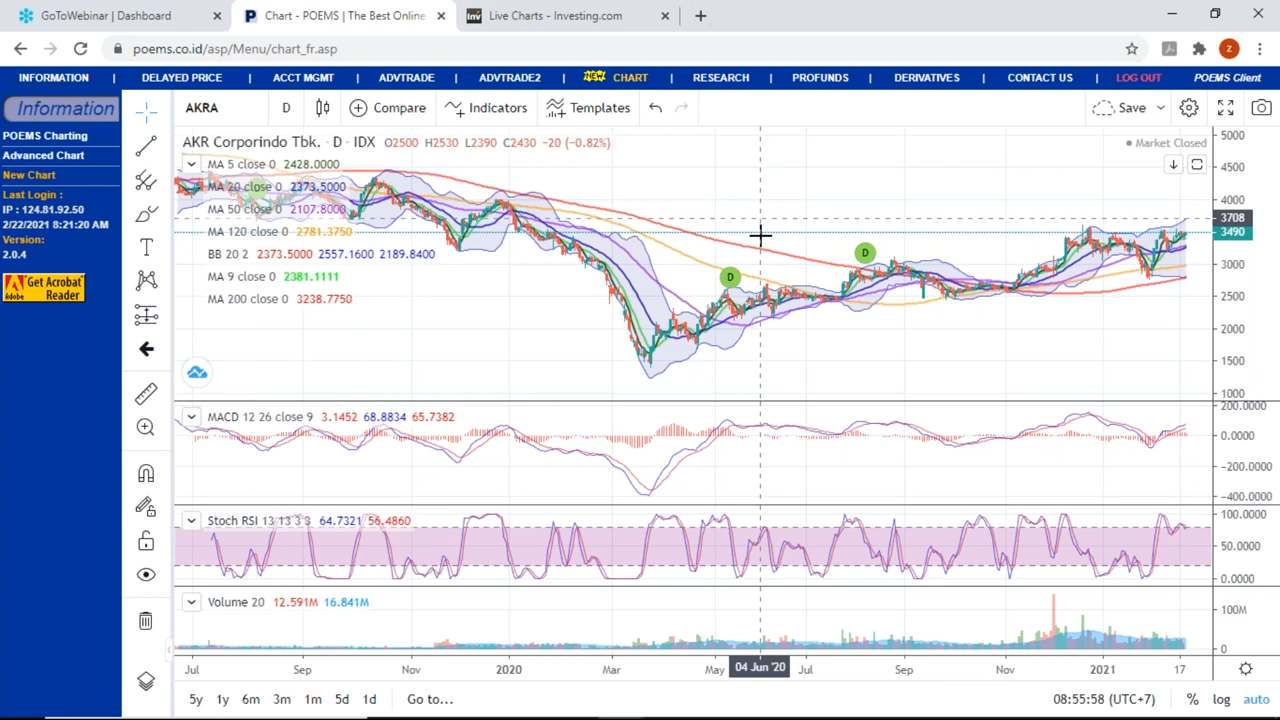 GoToWebinar | Dashboard
Chart - POEMS | The Best Online
Live Charts - Investing.com
poems.co.id/asp/Menu/chart_fr.asp
INFORMATION | DELAYED PRICE | ACCT MGMT | ADVTRADE | ADVTRADE2 | NEW CHART | RESEARCH | PROFUNDS | DERIVATIVES | CONTACT US | LOG OUT POEMS Client
Information
POEMS Charting
Advanced Chart
New Chart
Last Login :
IP : 124.81.92.50
2/22/2021 8:21:20 AM
Version:
2.0.4
Get Acrobat
Reader
Adobe
AKRA D Compare Indicators Templates Save
AKR Corporindo Tbk. · D · IDX O2500 H2530 L2390 C2430 -20 (-0.82%)
Market Closed
MA 5 close 0 2428.0000
MA 20 close 0 2373.5000
MA 50 close 0 2107.8000
MA 120 close 0 2781.3750
BB 20 2 2373.5000 2557.1600 2189.8400
MA 9 close 0 2381.1111
MA 200 close 0 3238.7750
D
D
5000
4500
4000
3708
3490
3000
2500
2000
1500
1000
MACD 12 26 close 9 3.1452 68.8834 65.7382
200.0000
0.0000
-200.0000
-400.0000
Stoch RSI 13 13 3 3 64.7321 56.4860
100.0000
50.0000
0.0000
Volume 20 12.591M 16.841M
100M
0
Jul Sep Nov 2020 Mar May 04 Jun '20 Jul Sep Nov 2021 17
5y 1y 6m 3m 1m 5d 1d Go to... 08:55:58 (UTC+7) % log auto